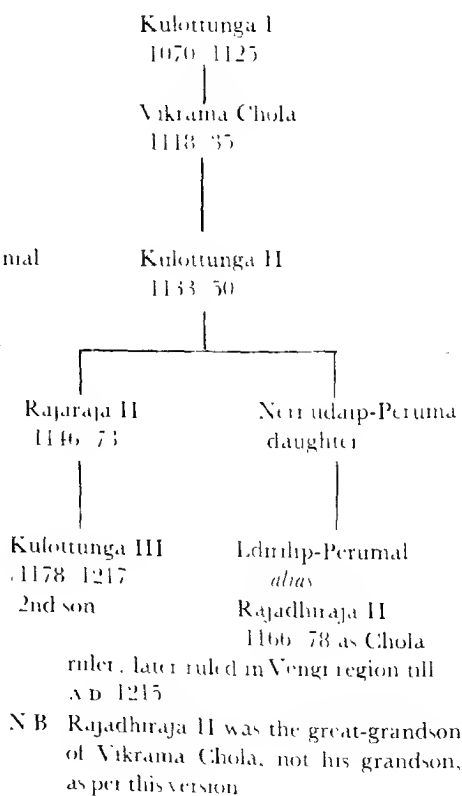 Kulottunga I
1070 1125
Vikrama Chola
1118 35
mal
Kulottunga II
1133 50
Rajaraja II
1146 73
daughter
Kulottunga III
1178 1217
2nd son
alias
Rajadhiraja II
1166 78 as Chola
ruler, later ruled in Vengi region till
A D 1215
N B Rajadhiraja II was the great-grandson
of Vikrama Chola, not his grandson,
as per this version